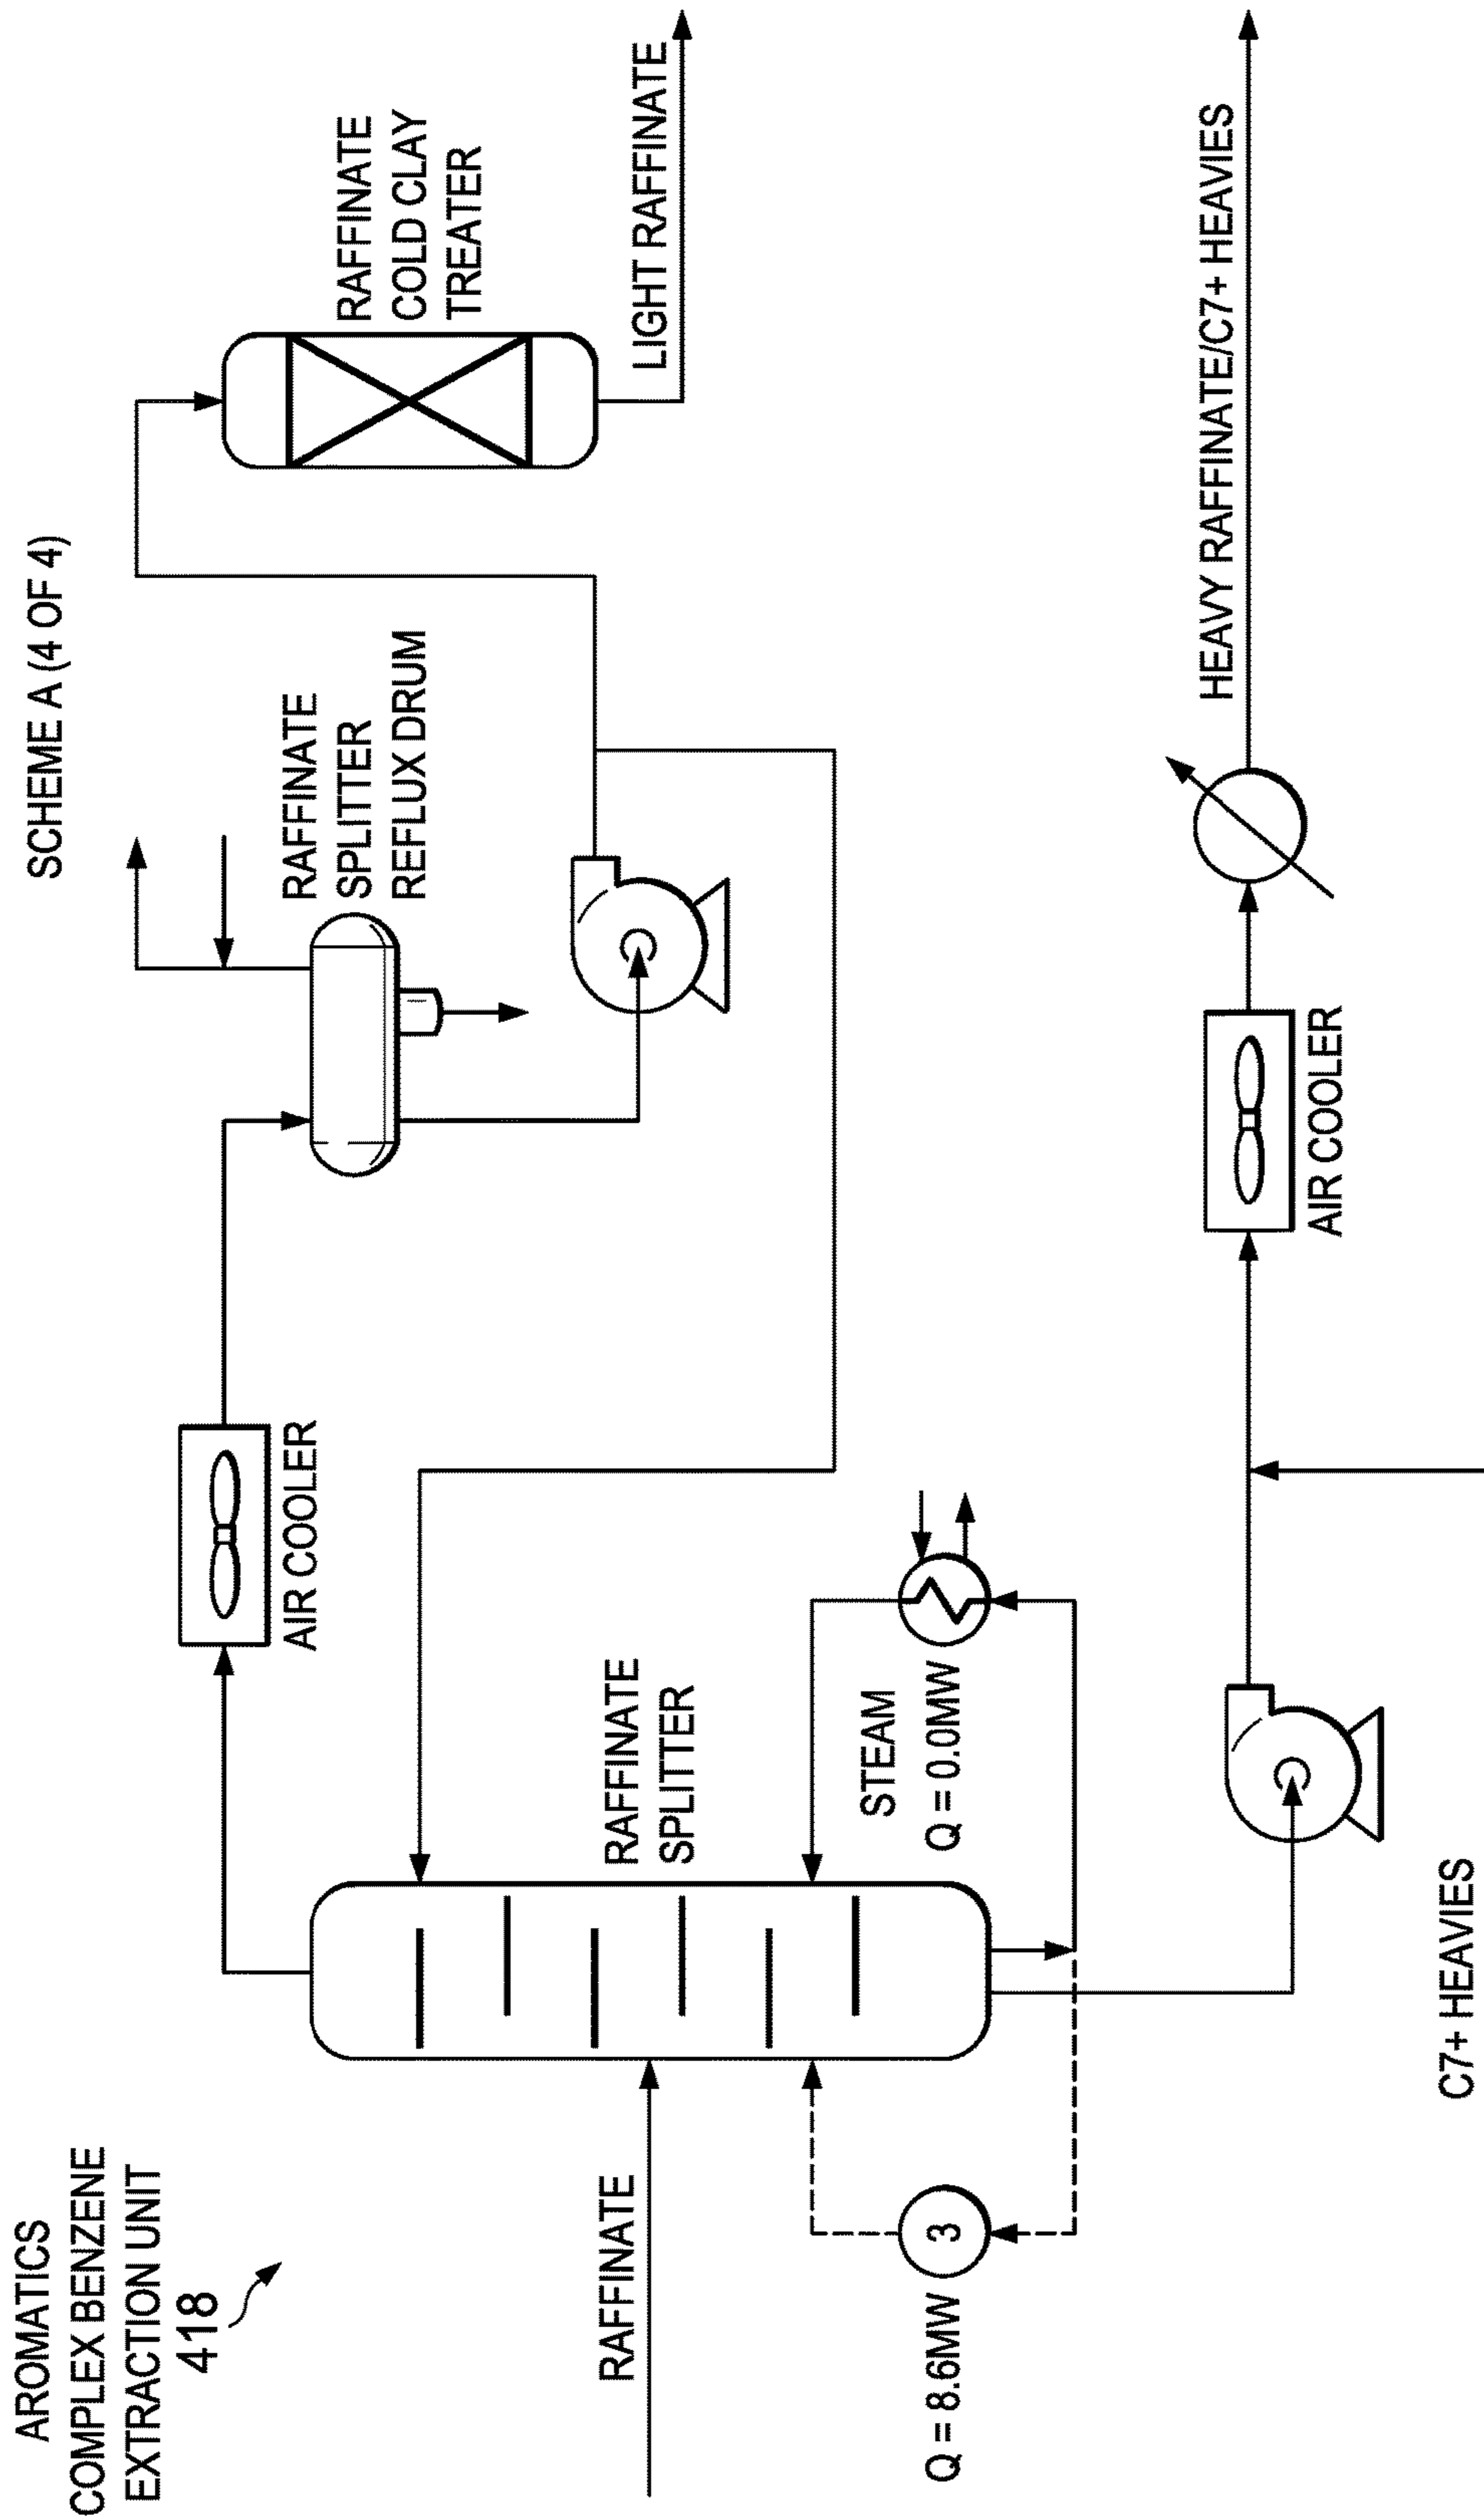 AROMATICS
COMPLEX BENZENE
EXTRACTION UNIT
418
SCHEME A (4 OF 4)
AIR COOLER
RAFFINATE
SPLITTER
REFLUX DRUM
RAFFINATE
COLD CLAY
TREATER
LIGHT RAFFINATE
RAFFINATE
RAFFINATE
SPLITTER
STEAM
Q = 0.0MW
3
Q = 8.6MW
AIR COOLER
HEAVY RAFFINATE/C7+ HEAVIES
C7+ HEAVIES